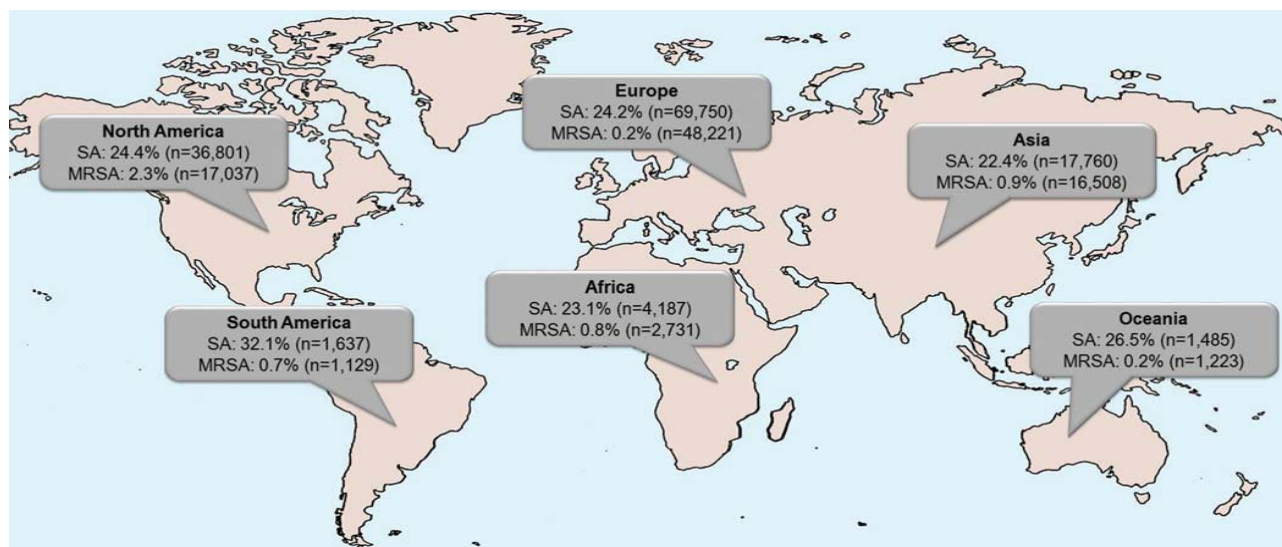 North America
SA: 24.4% (n=36,801)
MRSA: 2.3% (n=17,037)
Europe
SA: 24.2% (n=69,750)
MRSA: 0.2% (n=48,221)
Asia
SA: 22.4% (n=17,760)
MRSA: 0.9% (n=16,508)
South America
SA: 32.1% (n=1,637)
MRSA: 0.7% (n=1,129)
Africa
SA: 23.1% (n=4,187)
MRSA: 0.8% (n=2,731)
Oceania
SA: 26.5% (n=1,485)
MRSA: 0.2% (n=1,223)